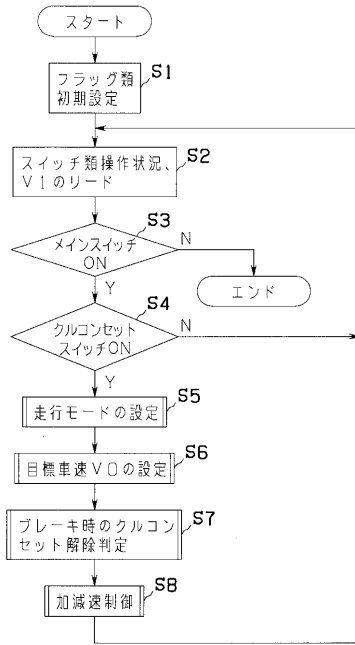 スタート
S1
フラッグ類
初期設定
S2
スイッチ類操作状況、
V1のリード
S3
メインスイッチ
ON
N
Y
エンド
S4
クルコンセット
スイッチON
N
Y
S5
走行モードの設定
S6
目標車速V0の設定
S7
ブレーキ時のクルコン
セット解除判定
S8
加減速制御